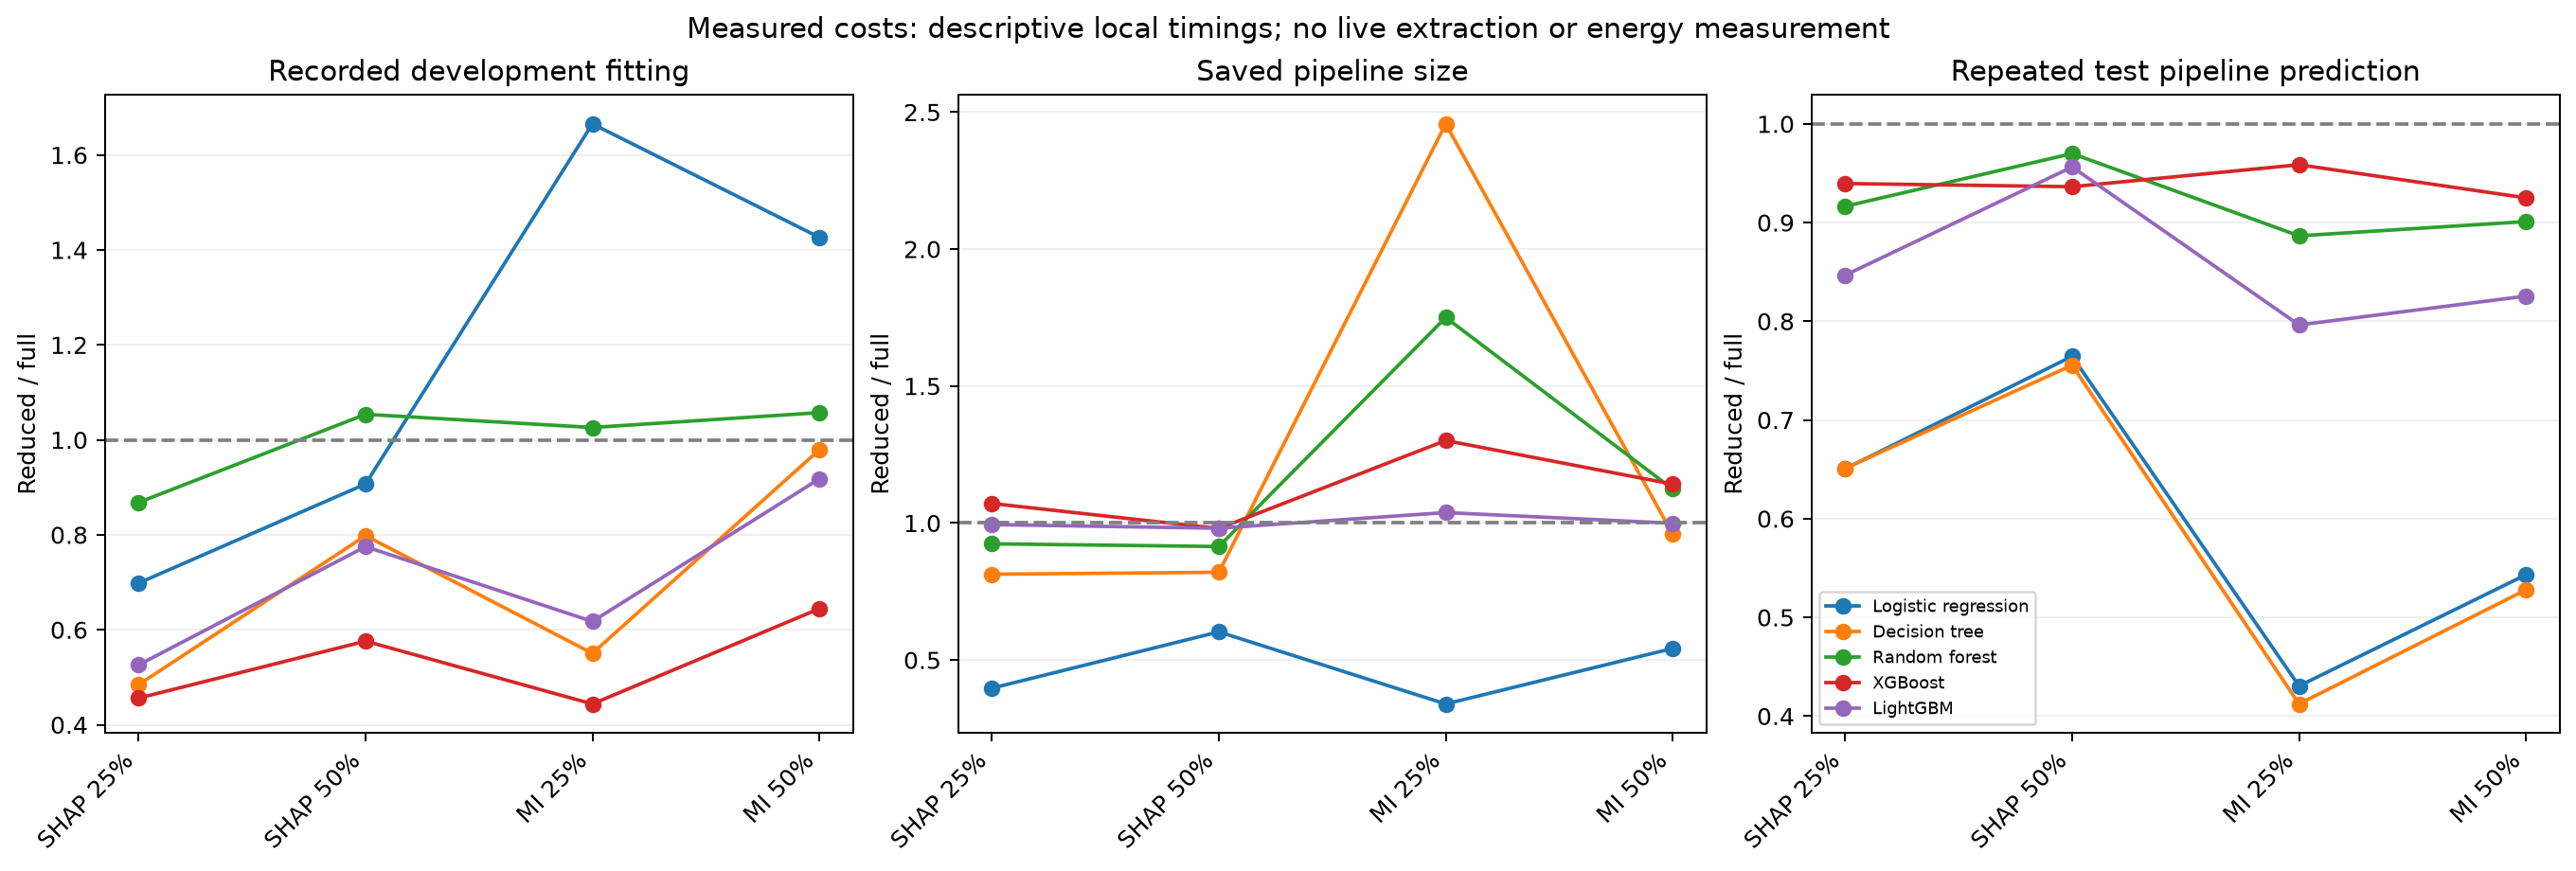 Measured costs: descriptive local timings; no live extraction or energy measurement
Recorded development fitting
Reduced / full
1.6
1.4
1.2
1.0
0.8
0.6
0.4
SHAP 25%
SHAP 50%
MI 25%
MI 50%
Saved pipeline size
Reduced / full
2.5
2.0
1.5
1.0
0.5
SHAP 25%
SHAP 50%
MI 25%
MI 50%
Repeated test pipeline prediction
Reduced / full
1.0
0.9
0.8
0.7
0.6
0.5
0.4
Logistic regression
Decision tree
Random forest
XGBoost
LightGBM
SHAP 25%
SHAP 50%
MI 25%
MI 50%